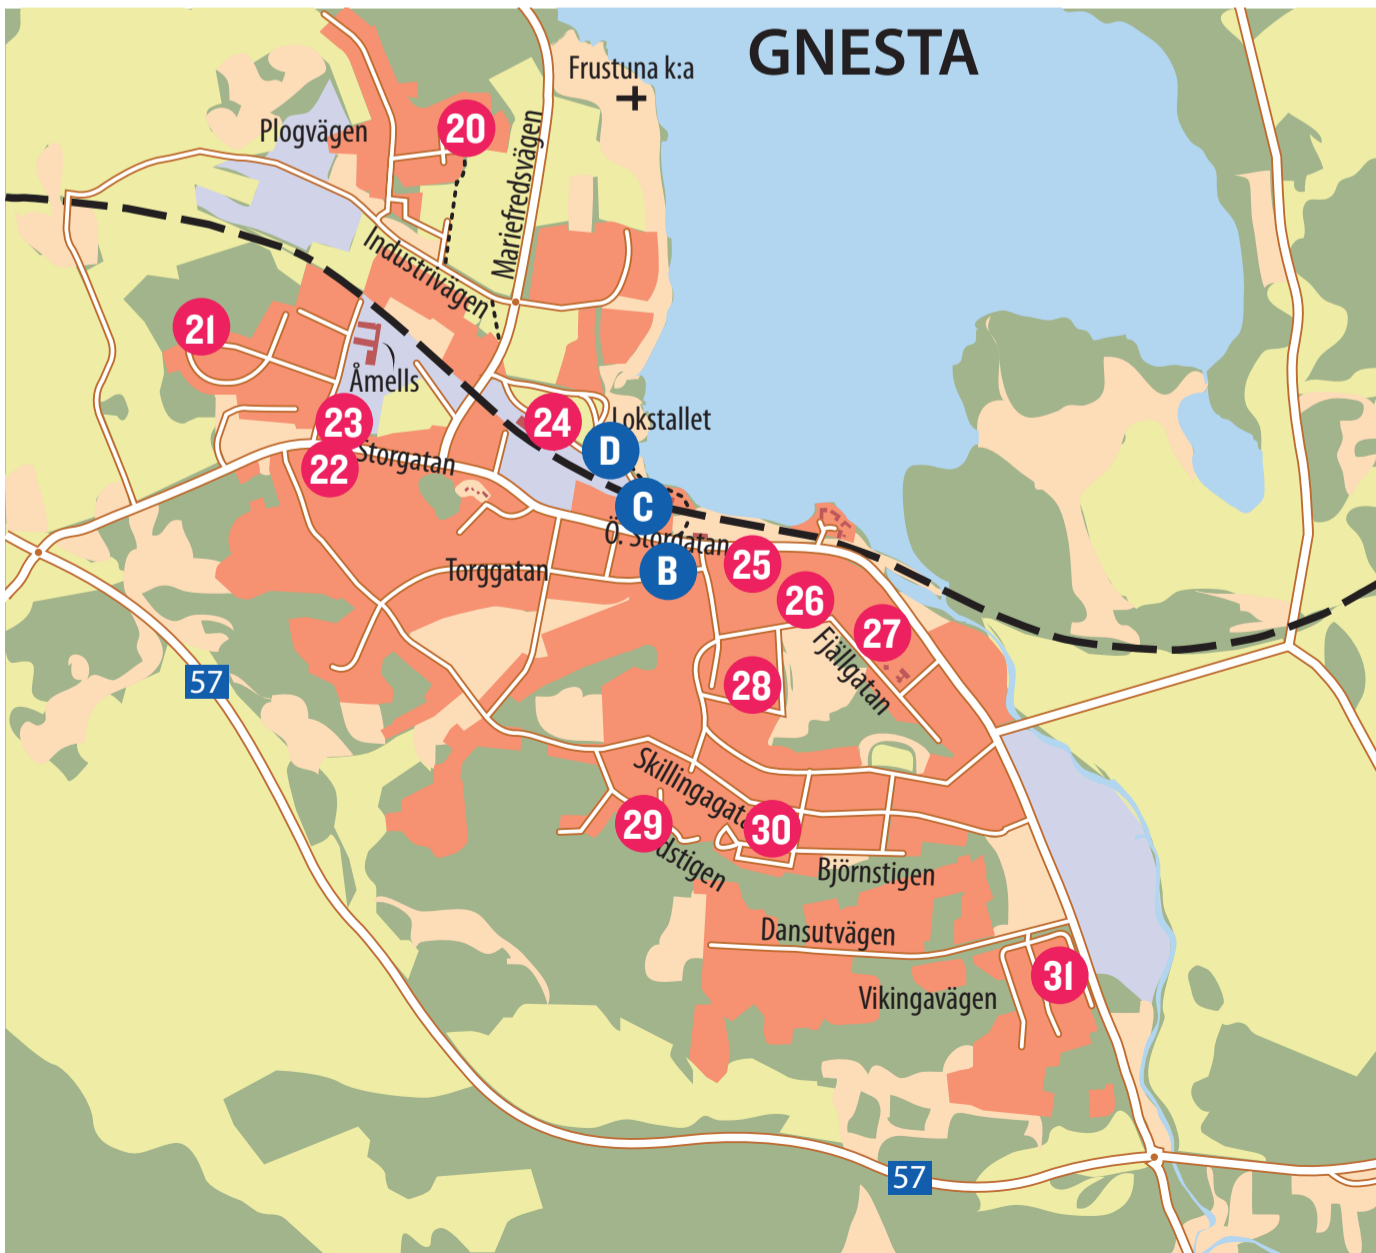 GNESTA
Frustuna k:a
20
Plogvägen
Mariefredsvägen
Industrivägen
21
Åmells
23
24
Lokstallet
D
22
Storgatan
C
Ö. Storgatan
B
25
Torggatan
26
27
Fjällgatan
57
28
Skillingagata
29
30
dstigen
Björnstigen
Dansutvägen
31
Vikingavägen
57